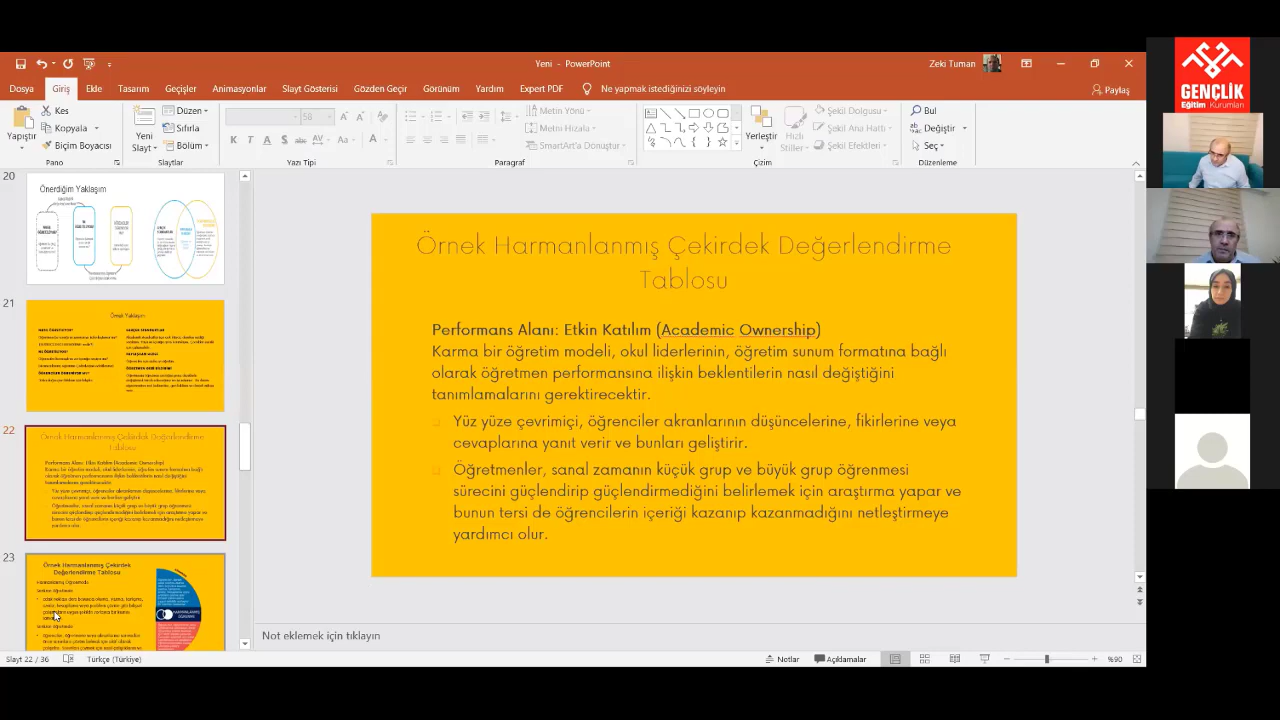 Yeni - PowerPoint
Zeki Tuman
Dosya Giriş Ekle Tasarım Geçişler Animasyonlar Slayt Gösterisi Gözden Geçir Görünüm Yardım Expert PDF Ne yapmak istediğinizi söyleyin Paylaş
Yapıştır
Kes
Kopyala
Biçim Boyacısı
Pano
Yeni
Slayt
Düzen
Sıfırla
Bölüm
Slaytlar
58
Yazı Tipi
Metin Yönü
Metni Hizala
SmartArt'a Dönüştür
Paragraf
Yerleştir
Hızlı
Stiller
Şekil Dolgusu
Şekil Ana Hattı
Şekil Efektleri
Çizim
Bul
Değiştir
Seç
Düzenleme
20
Önerdiğim Yaklaşım
21
Örnek Yaklaşım
22
Örnek Harmanlanmış Çekirdek Değerlendirme
Tablosu
23
Örnek Harmanlanmış Çekirdek
Değerlendirme Tablosu
Örnek Harmanlanmış Çekirdek Değerlendirme
Tablosu
Performans Alanı: Etkin Katılım (Academic Ownership)
Karma bir öğretim modeli, okul liderlerinin, öğretim sunum formatına bağlı
olarak öğretmen performansına ilişkin beklentilerin nasıl değiştiğini
tanımlamalarını gerektirecektir.
Yüz yüze çevrimiçi, öğrenciler akranlarının düşüncelerine, fikirlerine veya
cevaplarına yanıt verir ve bunları geliştirir.
Öğretmenler, sanal zamanın küçük grup ve büyük grup öğrenmesi
sürecini güçlendirip güçlendirmediğini belirlemek için araştırma yapar ve
bunun tersi de öğrencilerin içeriği kazanıp kazanmadığını netleştirmeye
yardımcı olur.
Not eklemek için tıklayın
Slayt 22 / 36 Türkçe (Türkiye) Notlar Açıklamalar %90
GENÇLİK
Eğitim Kurumları